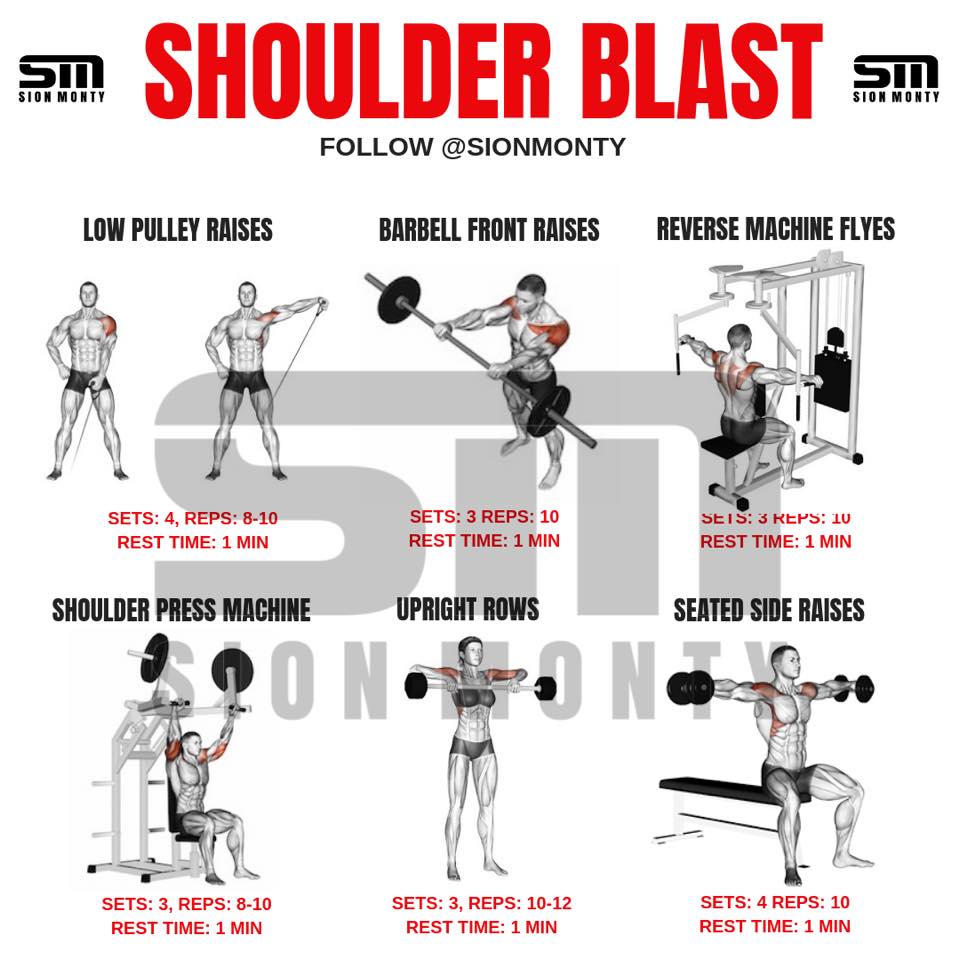 SM
SION MONTY
SHOULDER BLAST
SM
SION MONTY
FOLLOW @SIONMONTY
LOW PULLEY RAISES
BARBELL FRONT RAISES
REVERSE MACHINE FLYES
SETS: 4, REPS: 8-10
REST TIME: 1 MIN
SETS: 3 REPS: 10
REST TIME: 1 MIN
SETS: 3 REPS: 10
REST TIME: 1 MIN
SM
SION MONTY
SHOULDER PRESS MACHINE
UPRIGHT ROWS
SEATED SIDE RAISES
SETS: 3, REPS: 8-10
REST TIME: 1 MIN
SETS: 3, REPS: 10-12
REST TIME: 1 MIN
SETS: 4 REPS: 10
REST TIME: 1 MIN